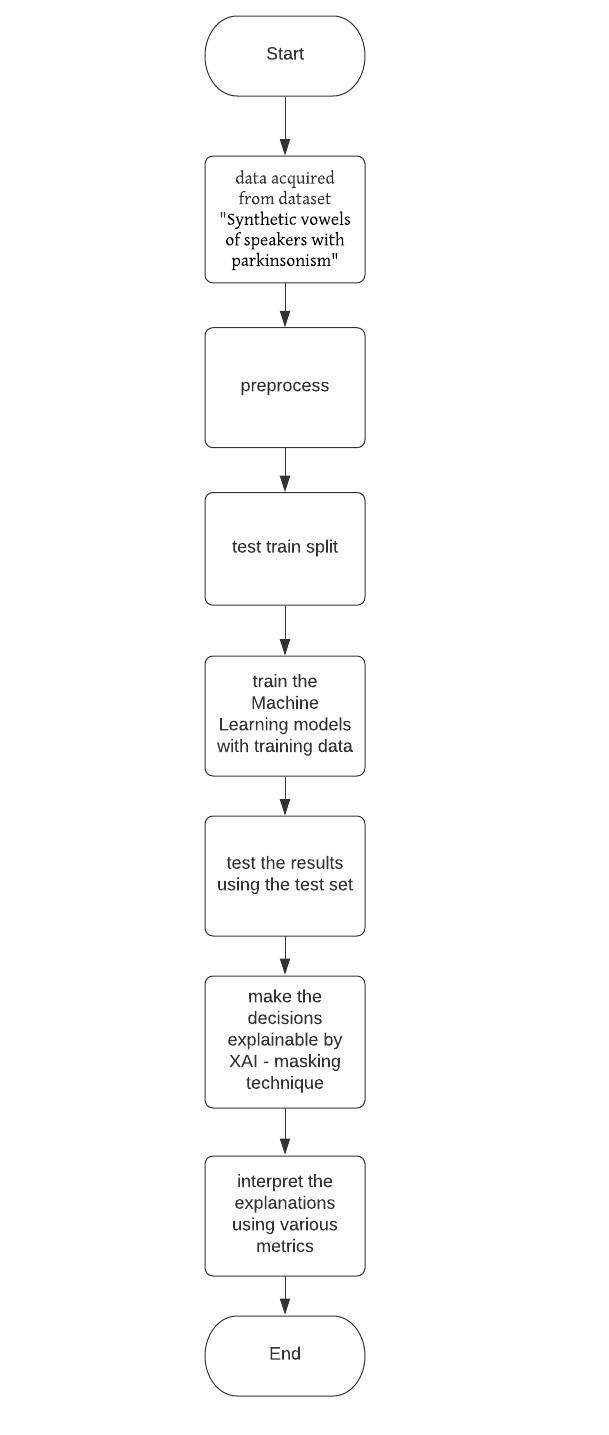 Start
data acquired
from dataset
"Synthetic vowels
of speakers with
parkinsonism"
preprocess
test train split
train the
Machine
Learning models
with training data
test the results
using the test set
make the
decisions
explainable by
XAI - masking
technique
interpret the
explanations
using various
metrics
End